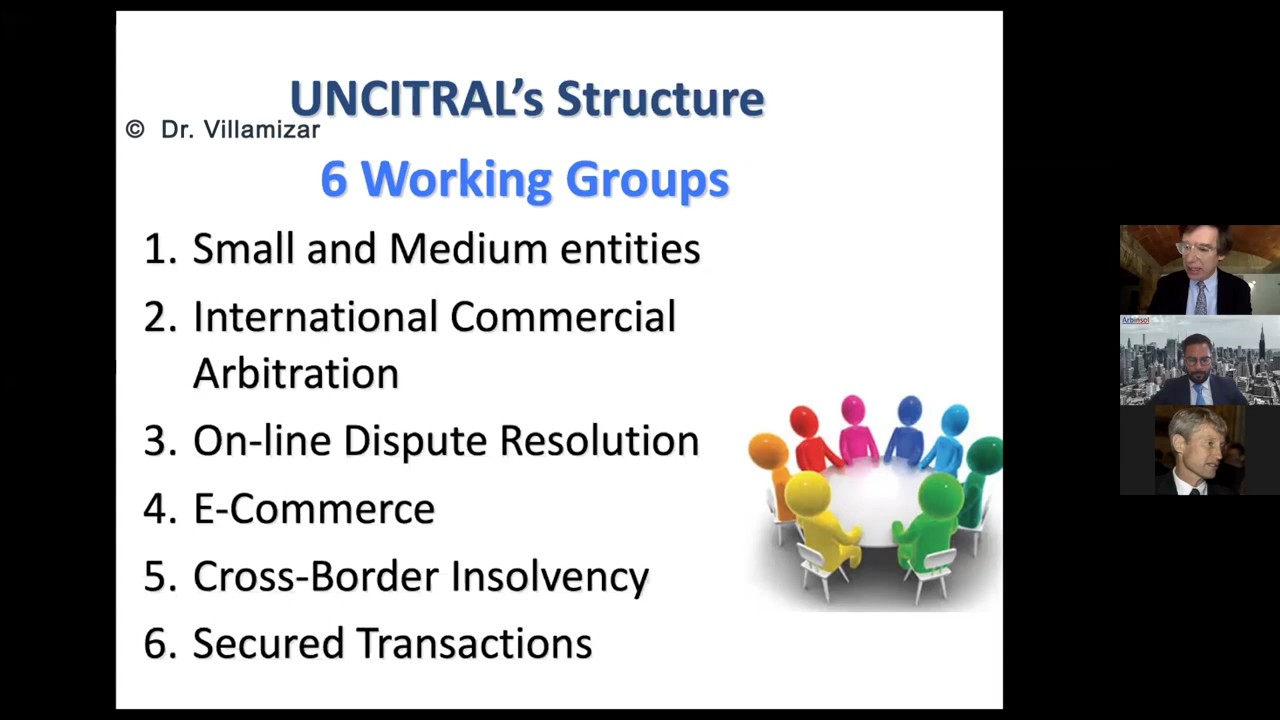 UNCITRAL’s Structure
© Dr. Villamizar
6 Working Groups
1. Small and Medium entities
2. International Commercial
Arbitration
3. On-line Dispute Resolution
4. E-Commerce
5. Cross-Border Insolvency
6. Secured Transactions
Arbinsol